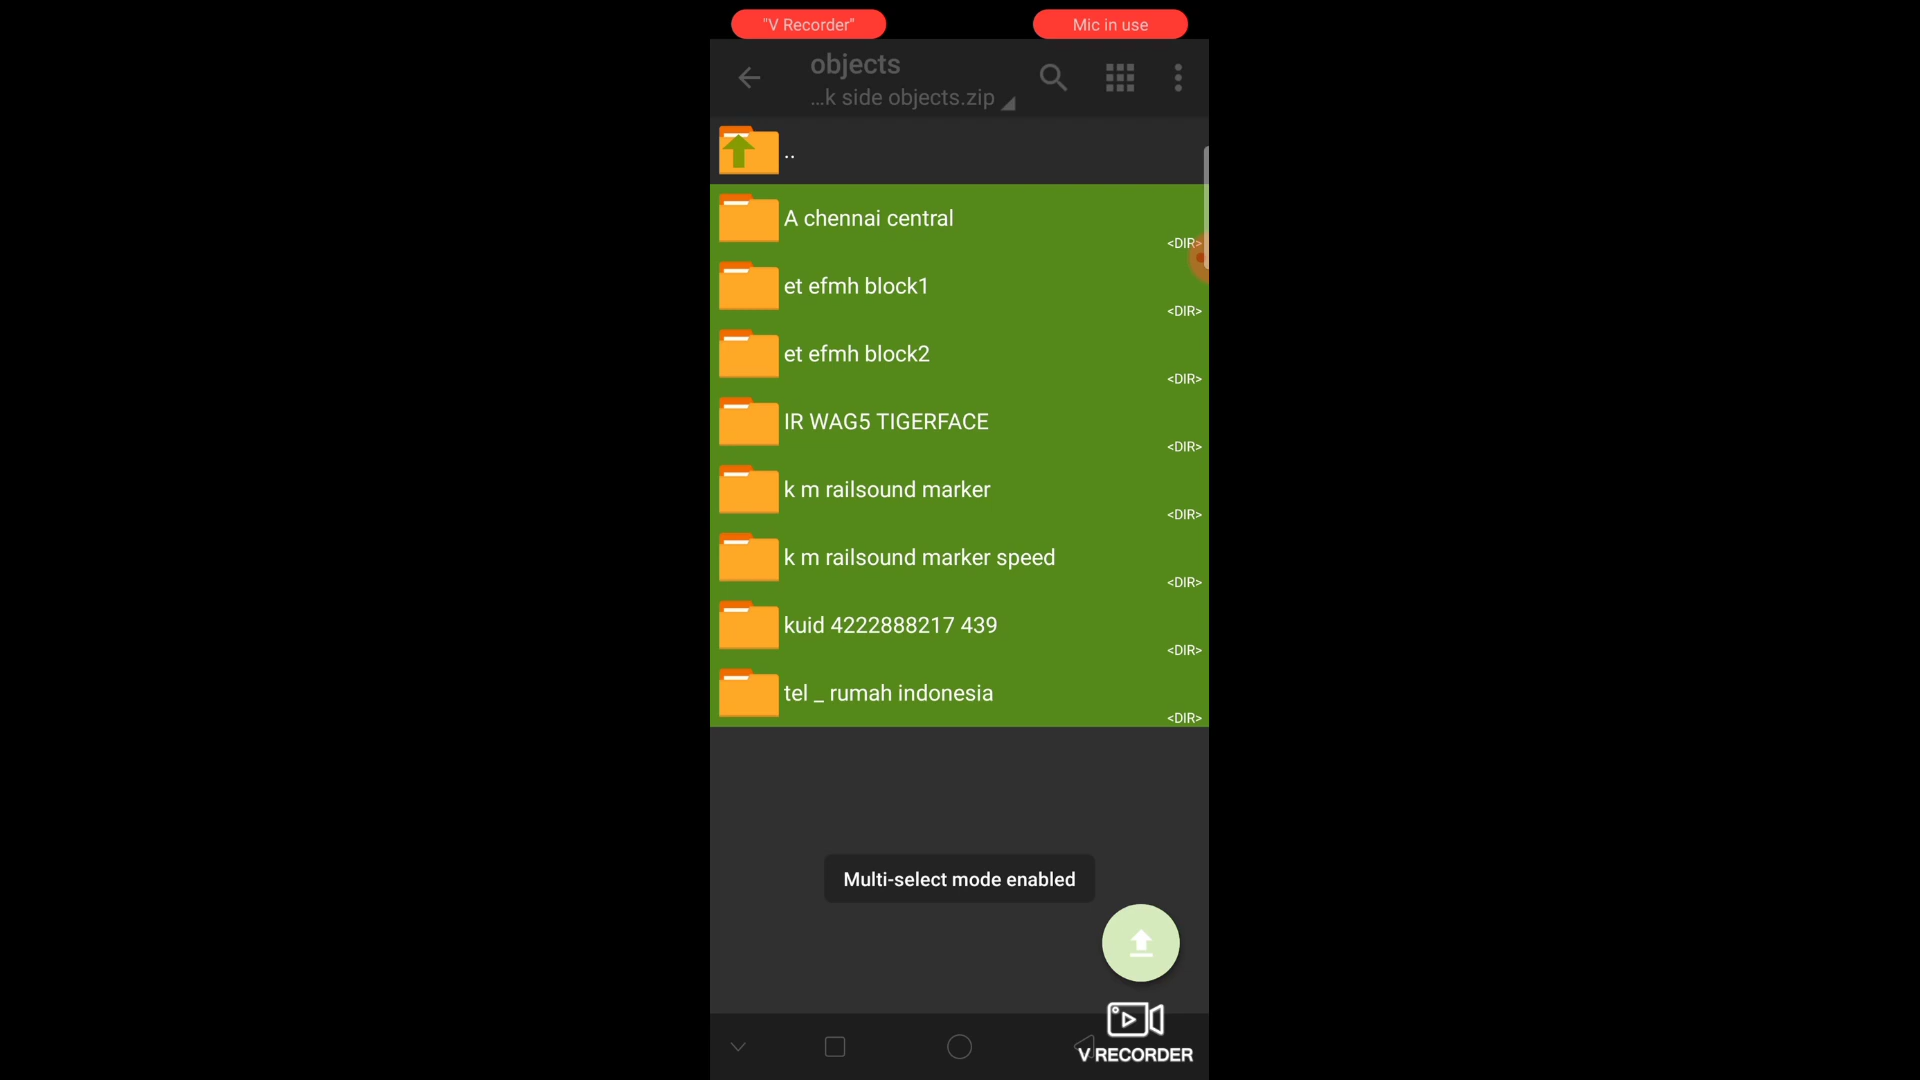 "V Recorder"
Mic in use
objects
...k side objects.zip
..
A chennai central
<DIR>
et efmh block1
<DIR>
et efmh block2
<DIR>
IR WAG5 TIGERFACE
<DIR>
k m railsound marker
<DIR>
k m railsound marker speed
<DIR>
kuid 4222888217 439
<DIR>
tel _ rumah indonesia
<DIR>
Multi-select mode enabled
V RECORDER